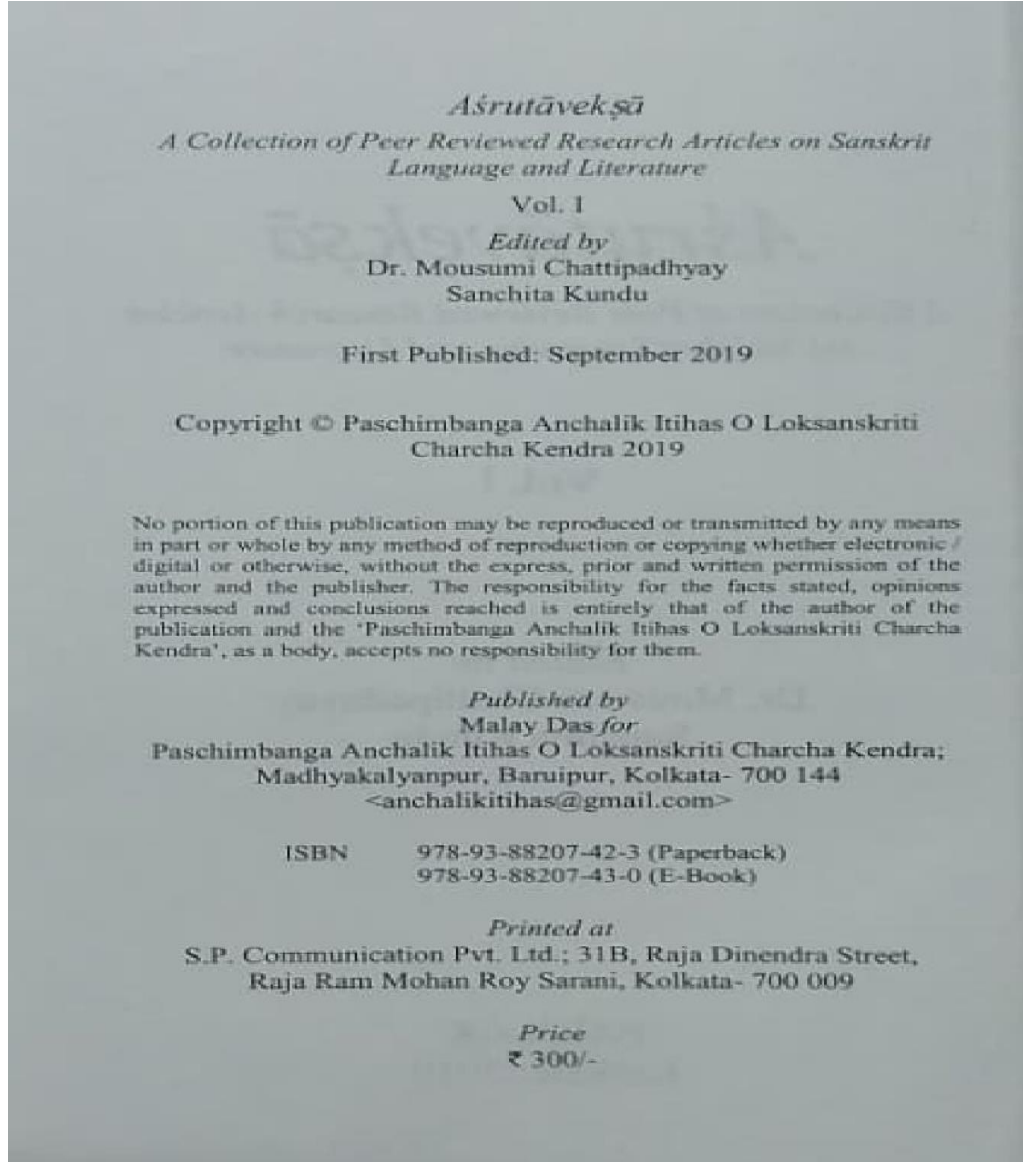 Aśrutāvekṣā
A Collection of Peer Reviewed Research Articles on Sanskrit
Language and Literature
Vol. 1
Edited by
Dr. Mousumi Chattipadhyay
Sanchita Kundu
First Published: September 2019
Copyright © Paschimbanga Anchalik Itihas O Loksanskriti
Charcha Kendra 2019
No portion of this publication may be reproduced or transmitted by any means
in part or whole by any method of reproduction or copying whether electronic /
digital or otherwise, without the express, prior and written permission of the
author and the publisher. The responsibility for the facts stated, opinions
expressed and conclusions reached is entirely that of the author of the
publication and the ‘Paschimbanga Anchalik Itihas O Loksanskriti Charcha
Kendra’, as a body, accepts no responsibility for them.
Published by
Malay Das for
Paschimbanga Anchalik Itihas O Loksanskriti Charcha Kendra;
Madhyakalyanpur, Baruipur, Kolkata- 700 144
<anchalikitihas@gmail.com>
ISBN 978-93-88207-42-3 (Paperback)
978-93-88207-43-0 (E-Book)
Printed at
S.P. Communication Pvt. Ltd.; 31B, Raja Dinendra Street,
Raja Ram Mohan Roy Sarani, Kolkata- 700 009
Price
₹ 300/-